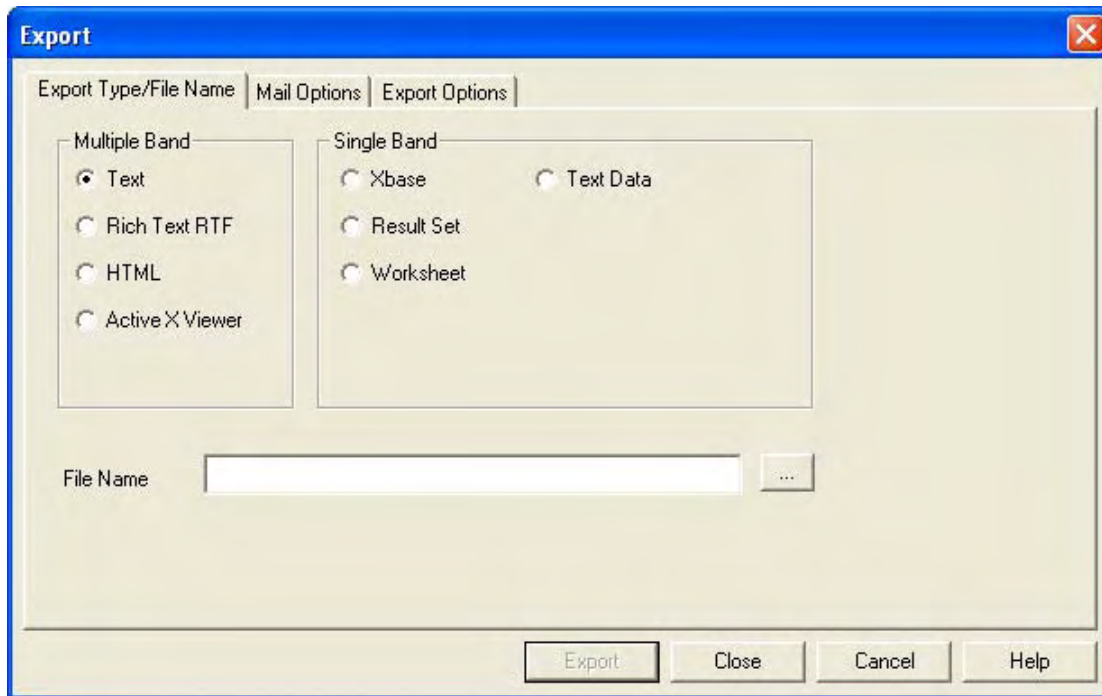 Export
Export Type/File Name Mail Options Export Options
Multiple Band Single Band
Text Xbase Text Data
Rich Text RTF Result Set
HTML Worksheet
Active X Viewer
File Name ...
Export Close Cancel Help